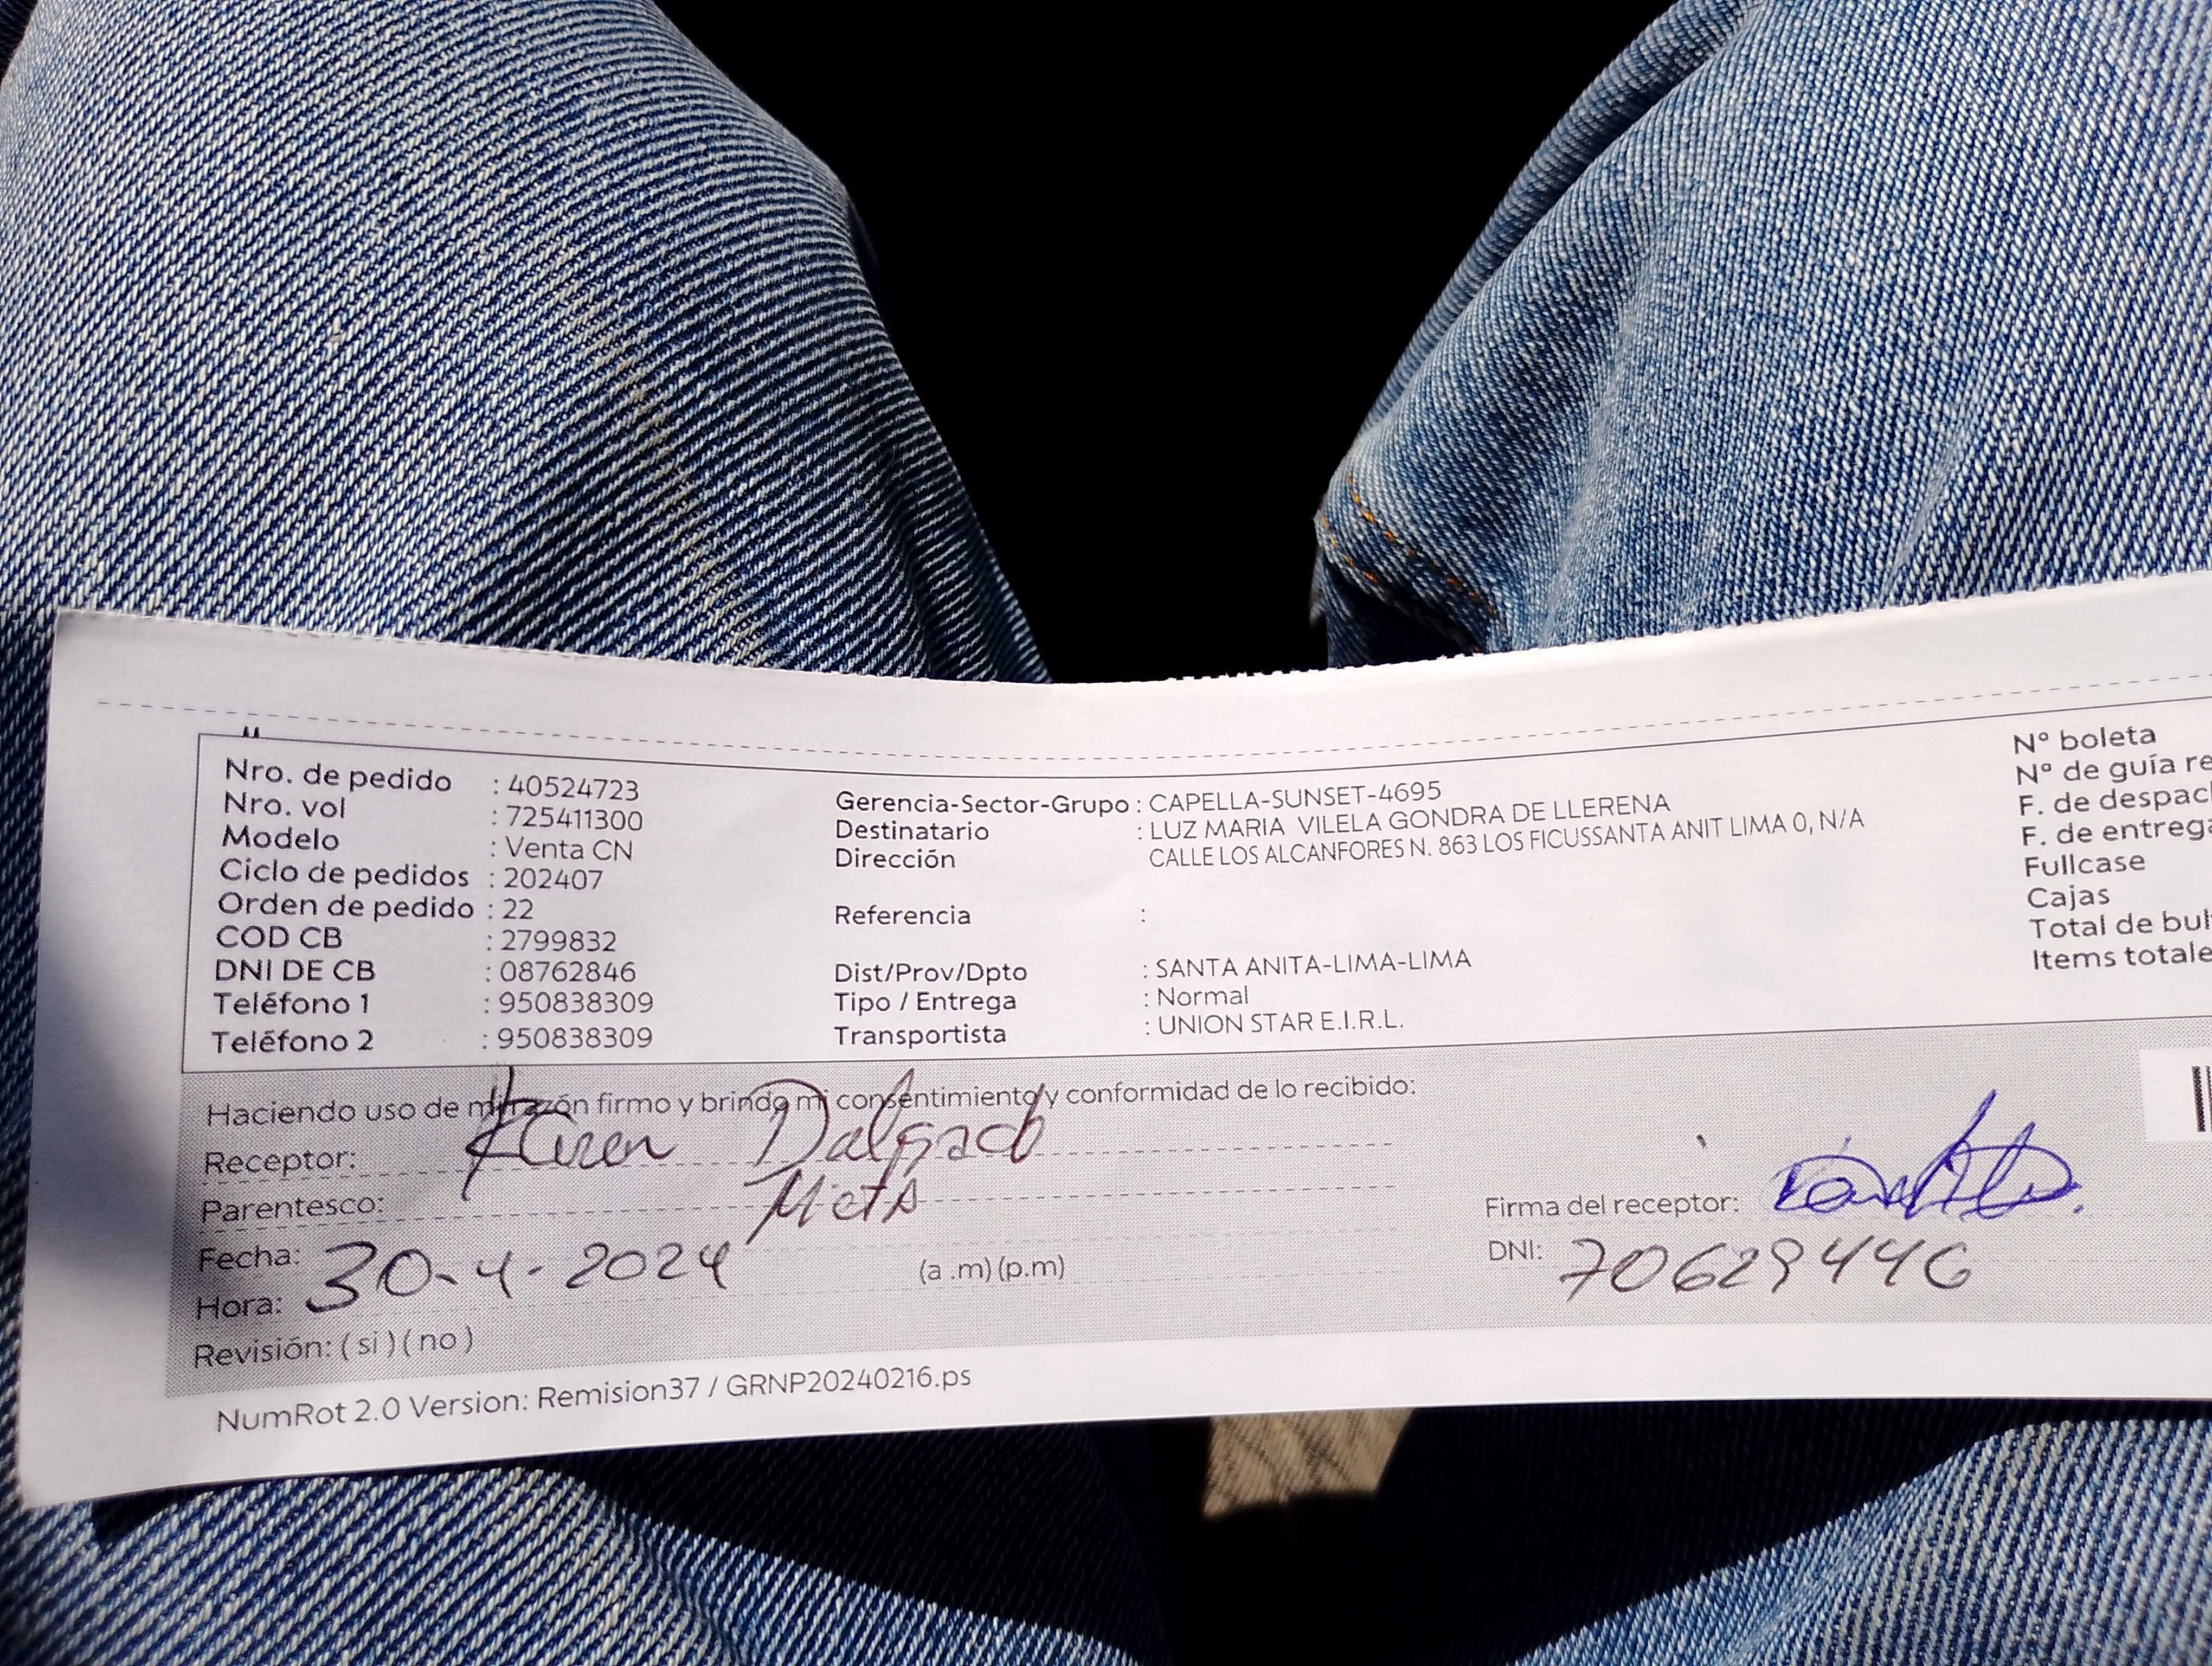 Nro. de pedido : 40524723
Nro. vol : 725411300
Modelo : Venta CN
Ciclo de pedidos : 202407
Orden de pedido : 22
COD CB : 2799832
DNI DE CB : 08762846
Teléfono 1 : 950838309
Teléfono 2 : 950838309
Gerencia-Sector-Grupo : CAPELLA-SUNSET-4695
Destinatario : LUZ MARIA VILELA GONDRA DE LLERENA
Dirección CALLE LOS ALCANFORES N. 863 LOS FICUSSANTA ANIT LIMA 0, N/A
Referencia :
Dist/Prov/Dpto : SANTA ANITA-LIMA-LIMA
Tipo / Entrega : Normal
Transportista : UNION STAR E.I.R.L.
N° boleta
N° de guía re
F. de despac
F. de entrega
Fullcase
Cajas
Total de bul
Items totale
Haciendo uso de mi razón firmo y brindo mi consentimiento y conformidad de lo recibido:
Receptor: Karen Dalgado
Parentesco: Nieta
Fecha: 30-4-2024
Hora: (a .m) (p.m)
Revisión: ( si ) ( no )
Firma del receptor:
DNI: 70629446
NumRot 2.0 Version: Remision37 / GRNP20240216.ps